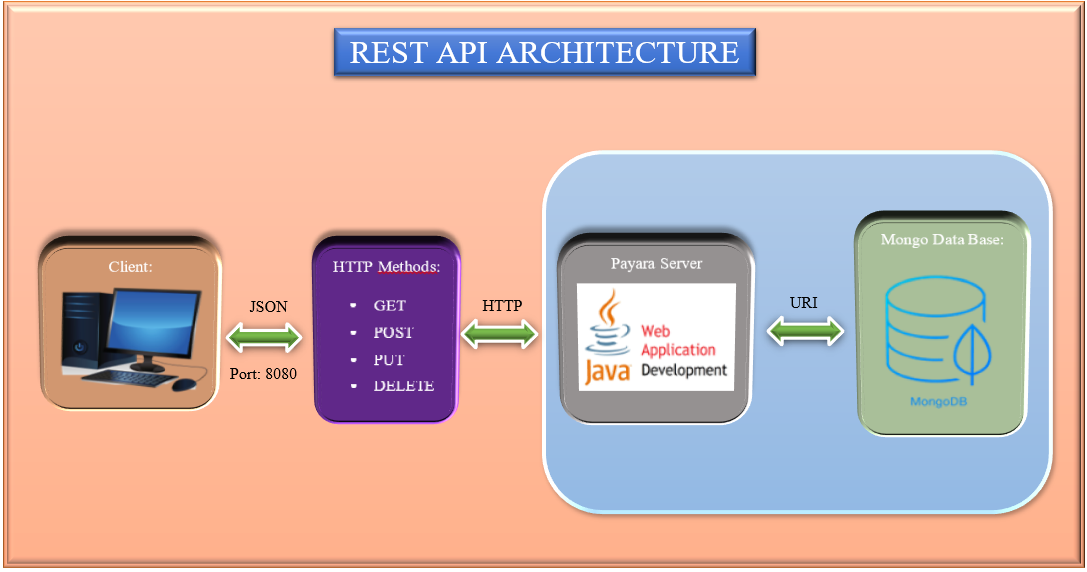 REST API ARCHITECTURE
Client:
JSON
Port: 8080
HTTP Methods:
GET
POST
PUT
DELETE
HTTP
Payara Server
Java
Web
Application
Development
URI
Mongo Data Base:
MongoDB